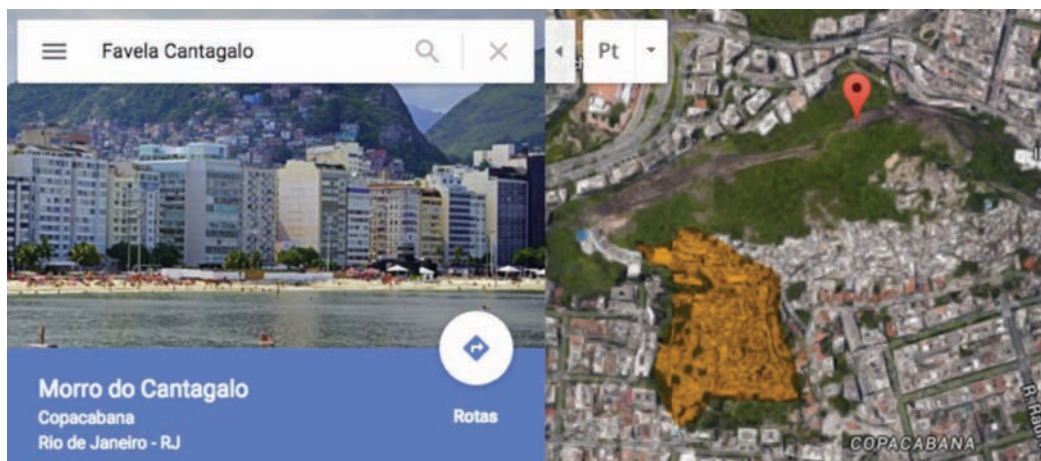 Favela Cantagalo
Pt
Morro do Cantagalo
Copacabana
Rio de Janeiro - RJ
Rotas
COPACABANA